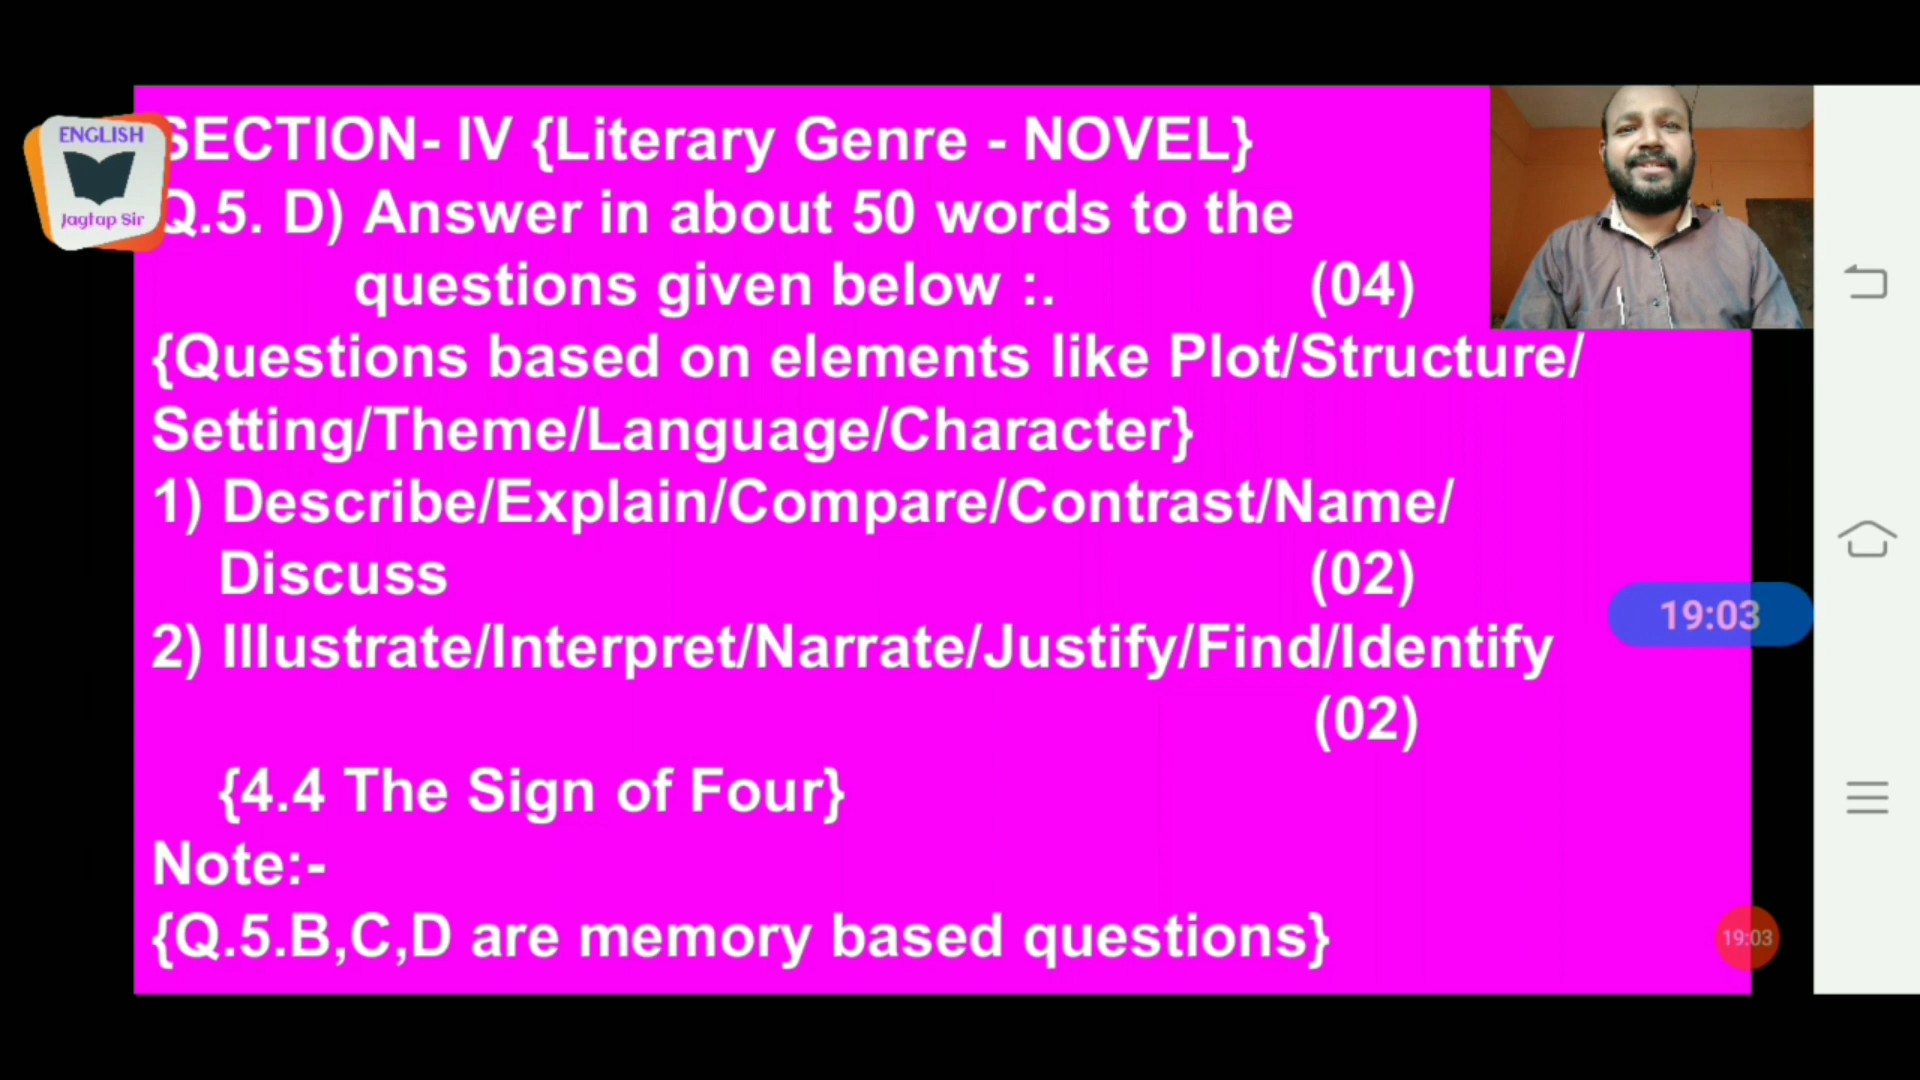 ENGLISH
Jagtap Sir
SECTION- IV {Literary Genre - NOVEL}
Q.5. D) Answer in about 50 words to the
questions given below :. (04)
{Questions based on elements like Plot/Structure/
Setting/Theme/Language/Character}
1) Describe/Explain/Compare/Contrast/Name/
Discuss (02)
2) Illustrate/Interpret/Narrate/Justify/Find/Identify
(02)
{4.4 The Sign of Four}
Note:-
{Q.5.B,C,D are memory based questions}
19:03
19:03